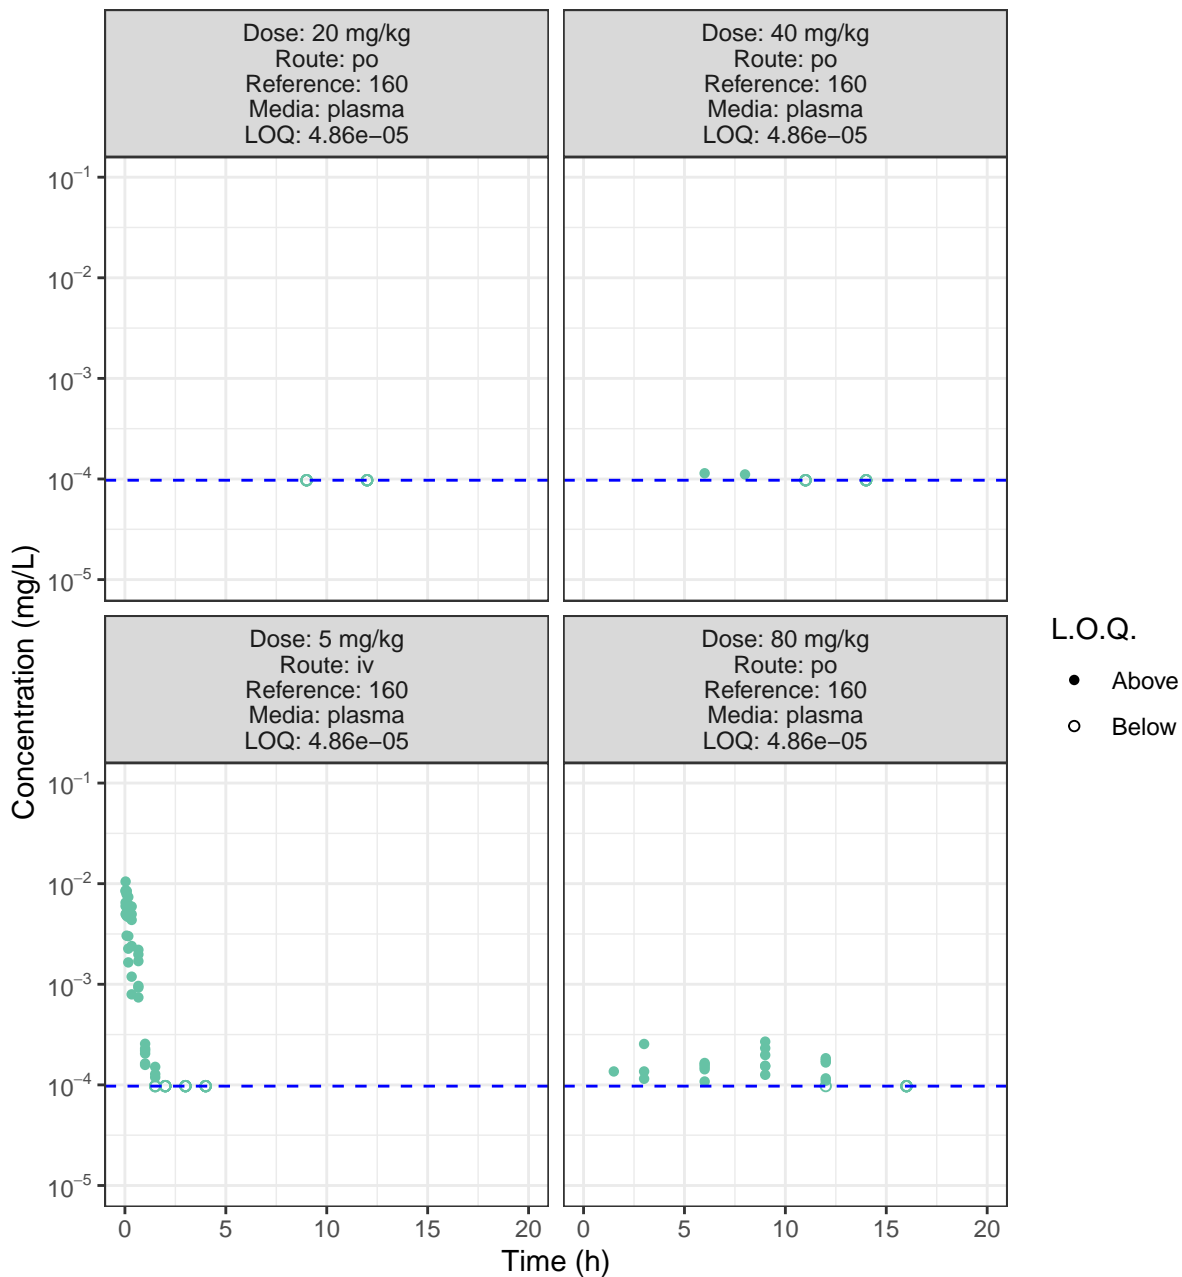 Dose: 20 mg/kg
Route: po
Reference: 160
Media: plasma
LOQ: 4.86e−05
Dose: 40 mg/kg
Route: po
Reference: 160
Media: plasma
LOQ: 4.86e−05
10⁻¹
10⁻²
10⁻³
10⁻⁴
10⁻⁵
Concentration (mg/L)
Dose: 5 mg/kg
Route: iv
Reference: 160
Media: plasma
LOQ: 4.86e−05
Dose: 80 mg/kg
Route: po
Reference: 160
Media: plasma
LOQ: 4.86e−05
L.O.Q.
Above
Below
10⁻¹
10⁻²
10⁻³
10⁻⁴
10⁻⁵
0 5 10 15 20
0 5 10 15 20
Time (h)